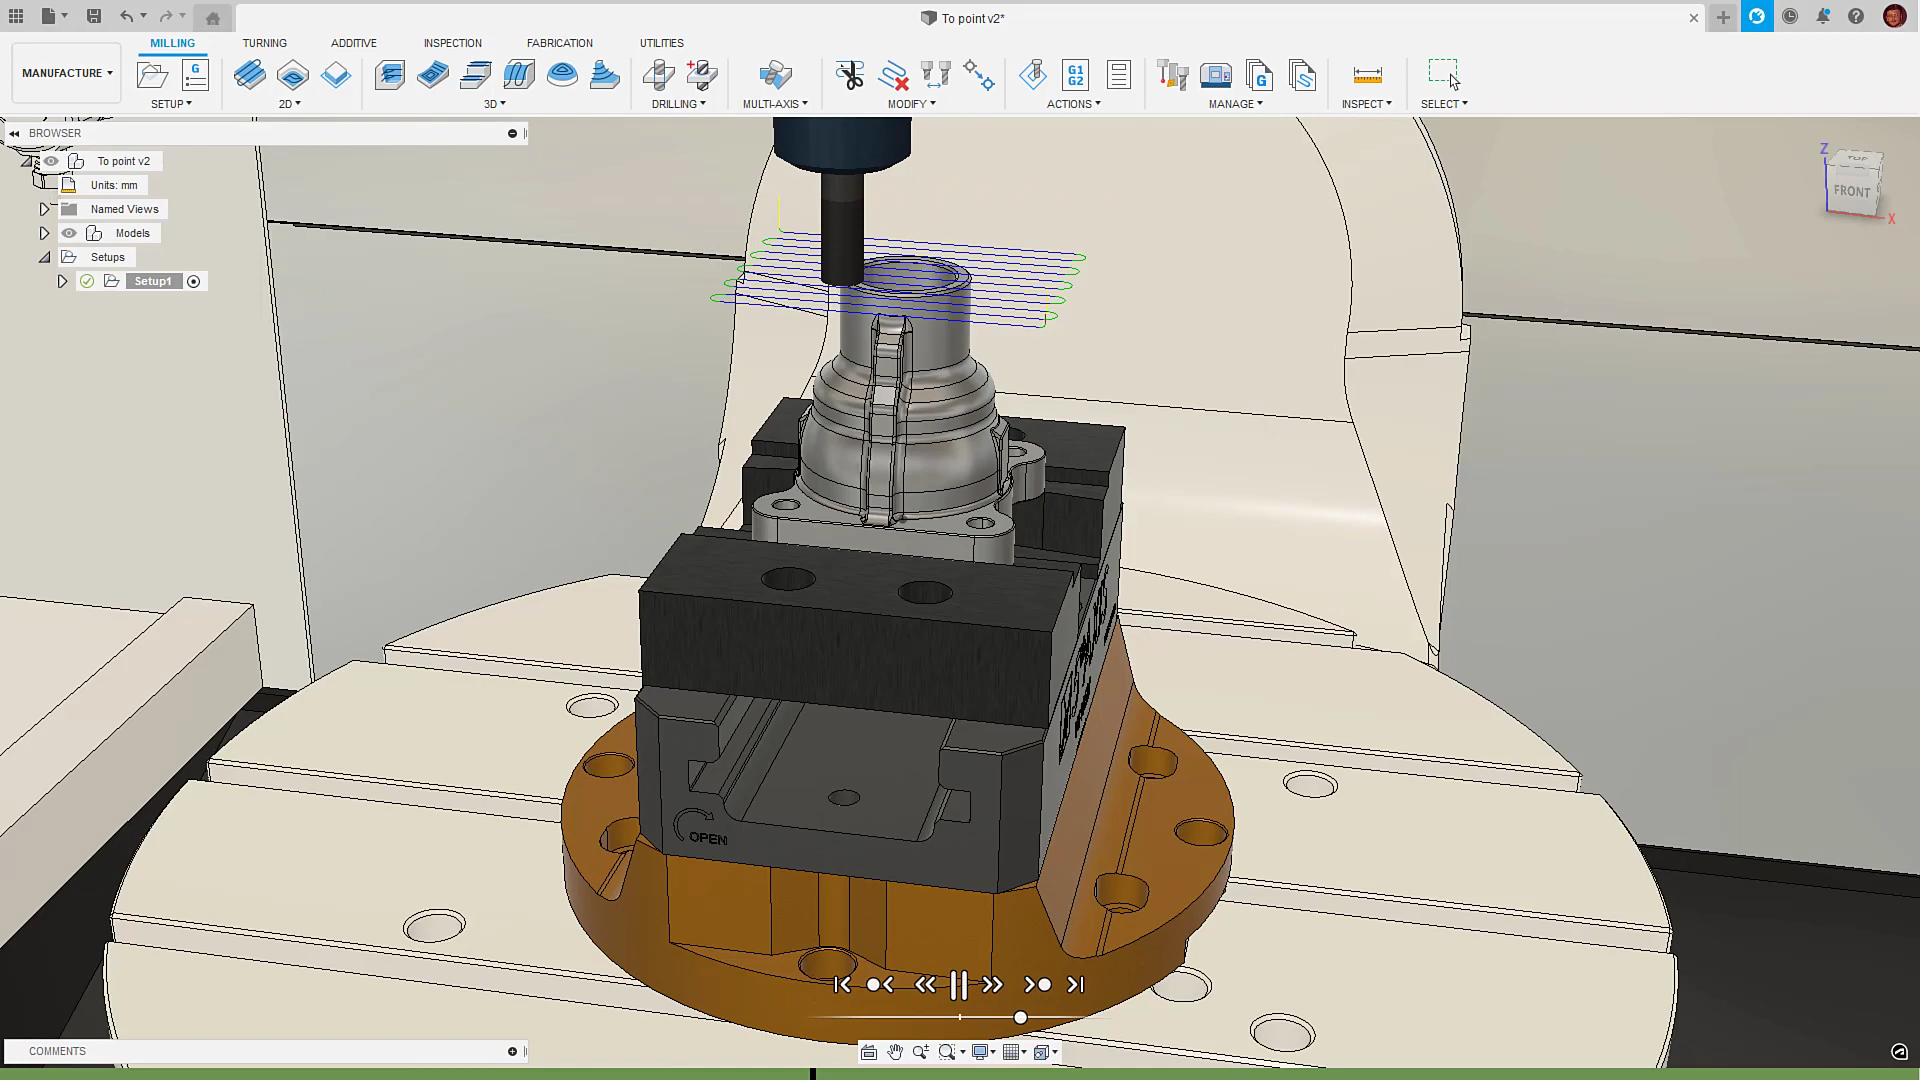 To point v2*
MILLING
TURNING
ADDITIVE
INSPECTION
FABRICATION
UTILITIES
MANUFACTURE
G
G1
G2
G
SETUP
2D
3D
DRILLING
MULTI-AXIS
MODIFY
ACTIONS
MANAGE
INSPECT
SELECT
BROWSER
To point v2
Units: mm
Named Views
Models
Setups
Setup1
Z
TOP
FRONT
X
OPEN
COMMENTS